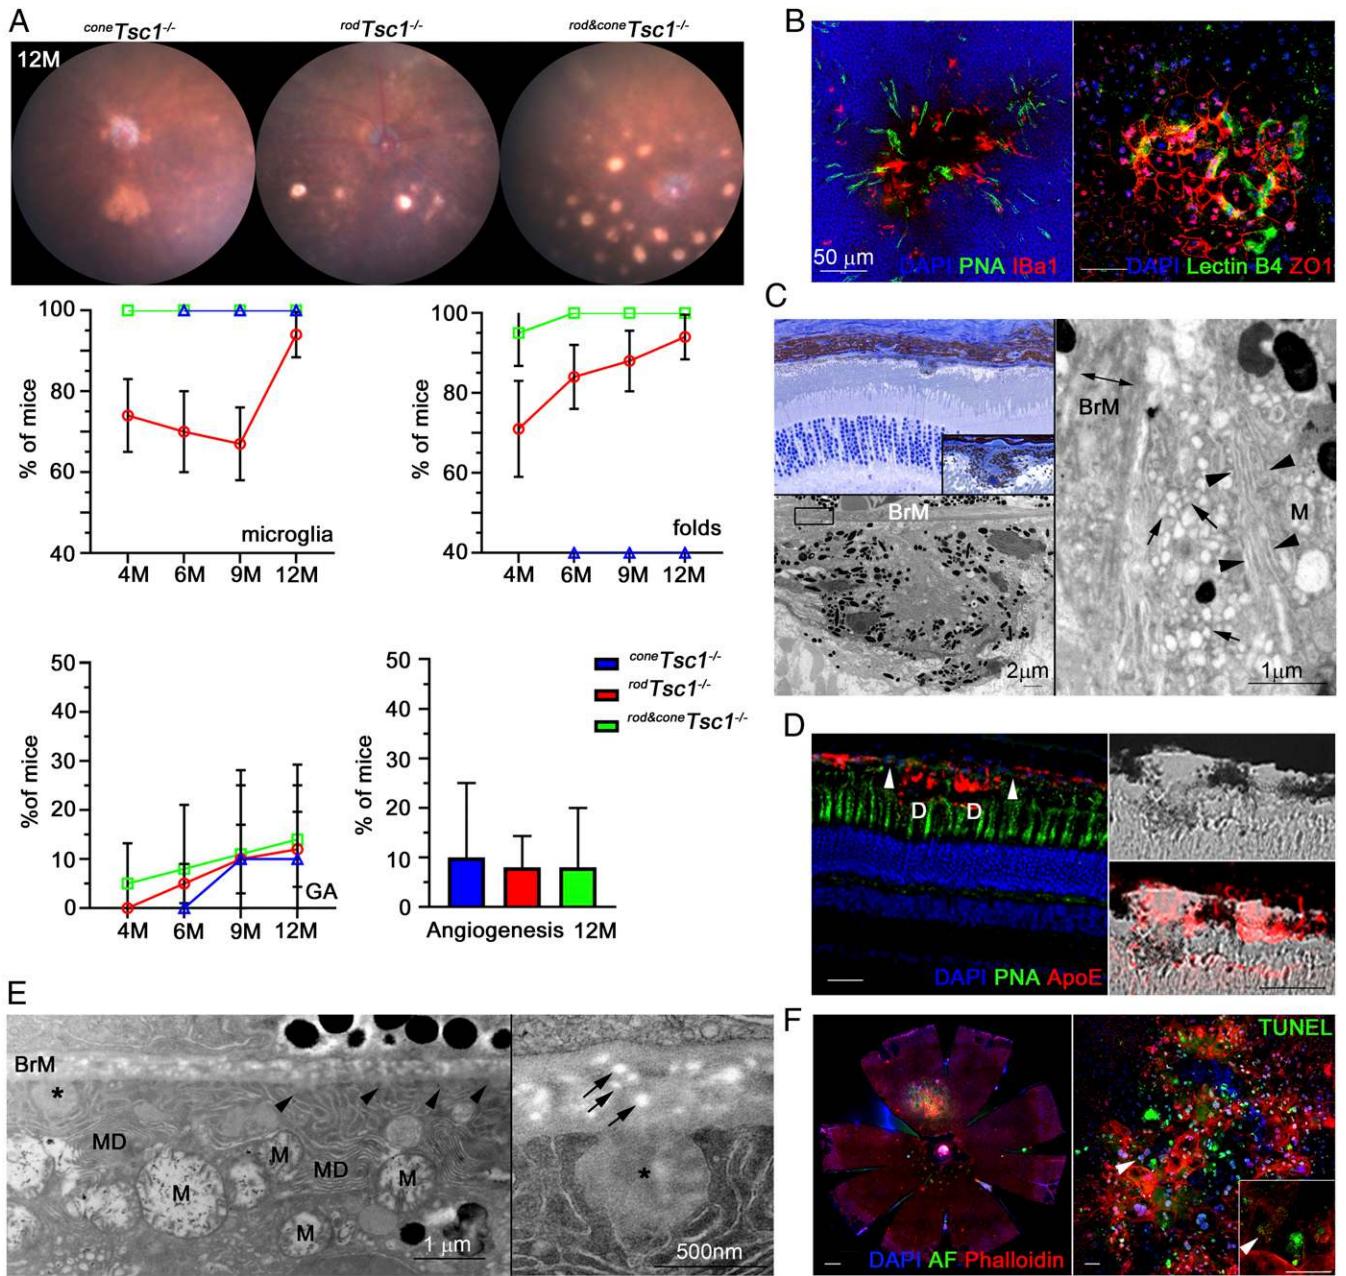 A
coneTsc1-/-
rodTsc1-/-
rod&coneTsc1-/-
12M
100
80
60
40
% of mice
microglia
4M 6M 9M 12M
100
80
60
40
% of mice
folds
4M 6M 9M 12M
50
40
30
20
10
0
%of mice
GA
4M 6M 9M 12M
50
40
30
20
10
0
% of mice
Angiogenesis 12M
coneTsc1-/-
rodTsc1-/-
rod&coneTsc1-/-
B
50 μm
DAPI PNA IBa1
DAPI Lectin B4 ZO1
C
BrM
2μm
BrM
M
1μm
D
D D
DAPI PNA ApoE
E
BrM
*
MD
MD
M
M
M
M
1 μm
*
500nm
F
DAPI AF Phalloidin
TUNEL